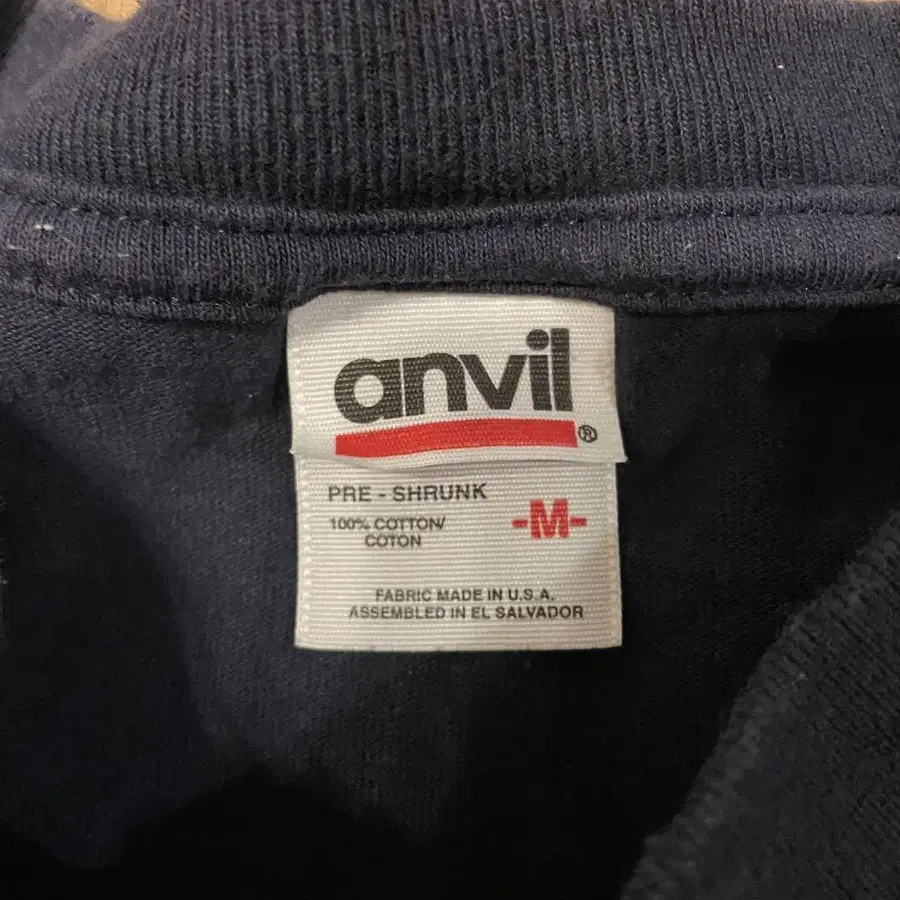 anvil®
PRE - SHRUNK
100% COTTON/
COTON
-M-
FABRIC MADE IN U.S.A.
ASSEMBLED IN EL SALVADOR